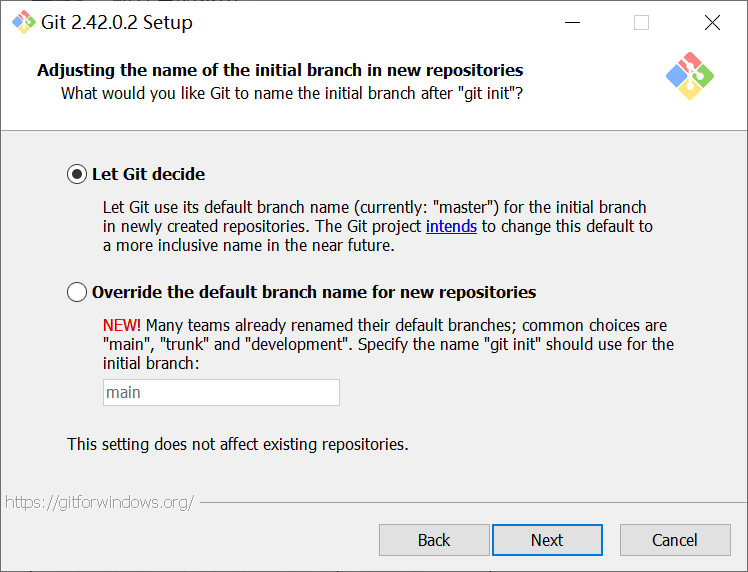 Git 2.42.0.2 Setup
Adjusting the name of the initial branch in new repositories
What would you like Git to name the initial branch after "git init"?
Let Git decide
Let Git use its default branch name (currently: "master") for the initial branch
in newly created repositories. The Git project intends to change this default to
a more inclusive name in the near future.
Override the default branch name for new repositories
NEW! Many teams already renamed their default branches; common choices are
"main", "trunk" and "development". Specify the name "git init" should use for the
initial branch:
main
This setting does not affect existing repositories.
https://gitforwindows.org/
Back Next Cancel